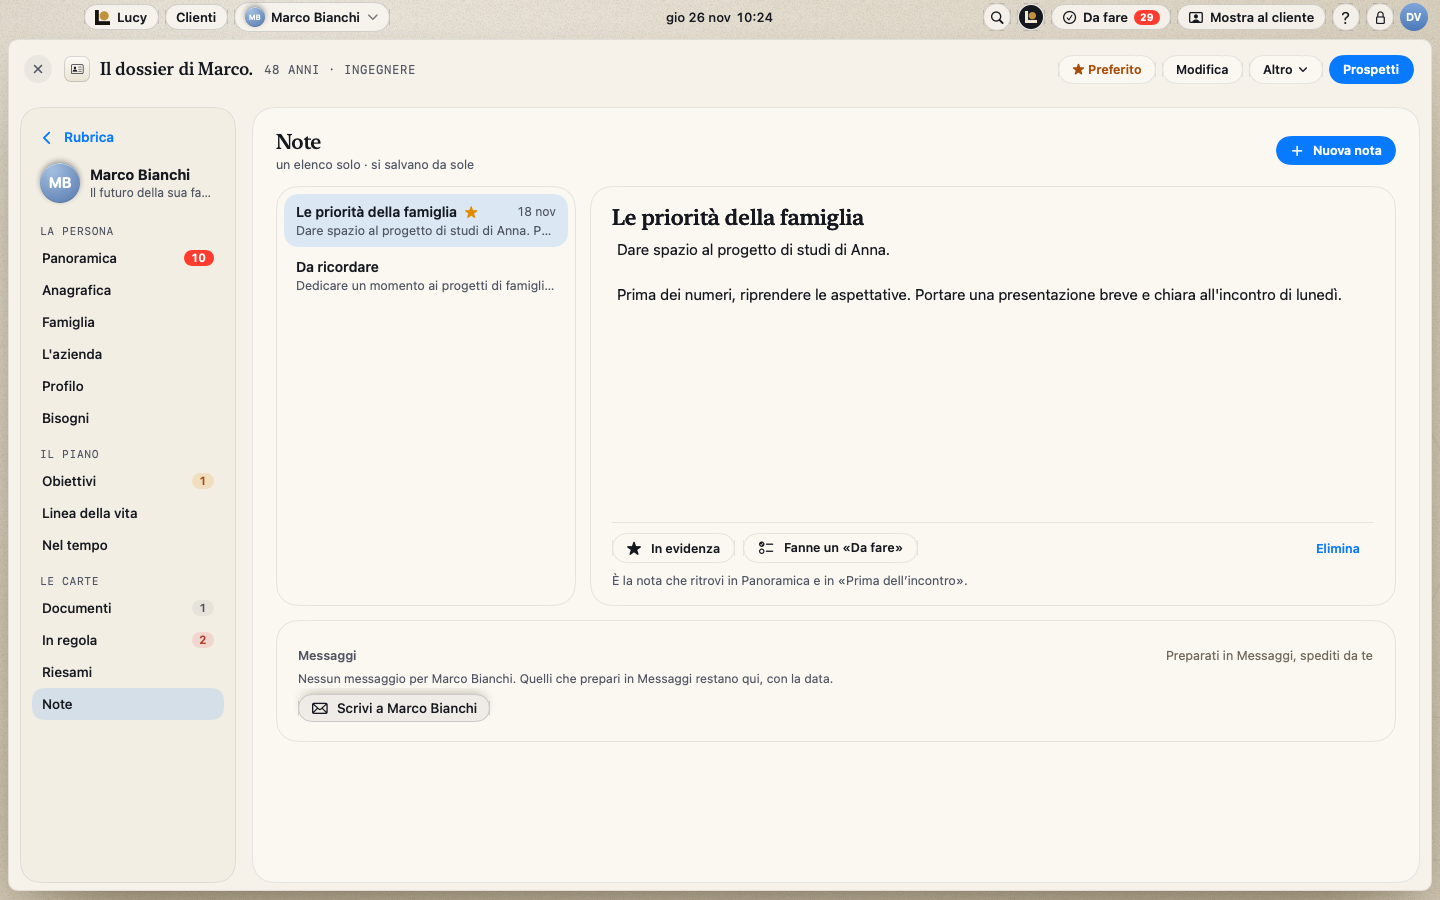 Lucy
Clienti
MB Marco Bianchi
gio 26 nov 10:24
Da fare 29
Mostra al cliente
?
DV
Il dossier di Marco. 48 ANNI · INGEGNERE
Preferito
Modifica
Altro
Prospetti
Rubrica
MB
Marco Bianchi
Il futuro della sua fa...
LA PERSONA
Panoramica 10
Anagrafica
Famiglia
L'azienda
Profilo
Bisogni
IL PIANO
Obiettivi 1
Linea della vita
Nel tempo
LE CARTE
Documenti 1
In regola 2
Riesami
Note
Note
un elenco solo · si salvano da sole
+ Nuova nota
Le priorità della famiglia 18 nov
Dare spazio al progetto di studi di Anna. P...
Da ricordare
Dedicare un momento ai progetti di famigli...
Le priorità della famiglia
Dare spazio al progetto di studi di Anna.
Prima dei numeri, riprendere le aspettative. Portare una presentazione breve e chiara all'incontro di lunedì.
In evidenza
Fanne un «Da fare»
Elimina
È la nota che ritrovi in Panoramica e in «Prima dell’incontro».
Messaggi
Preparati in Messaggi, spediti da te
Nessun messaggio per Marco Bianchi. Quelli che prepari in Messaggi restano qui, con la data.
Scrivi a Marco Bianchi